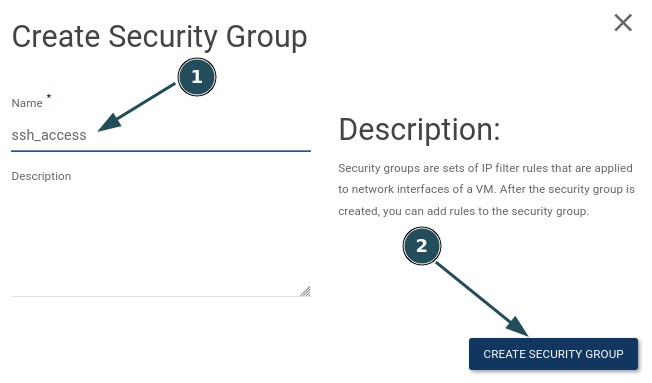 Create Security Group
1
Name *
ssh_access
Description
Description:
Security groups are sets of IP filter rules that are applied
to network interfaces of a VM. After the security group is
created, you can add rules to the security group.
2
CREATE SECURITY GROUP